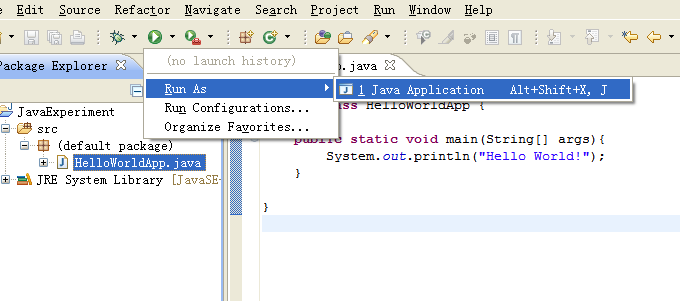 Edit Source Refactor Navigate Search Project Run Window Help
Package Explorer
.java
(no launch history)
Run As
1 Java Application Alt+Shift+X, J
Run Configurations...
Organize Favorites...
JavaExperiment
src
(default package)
HelloWorldApp.java
JRE System Library [JavaSE-
ss HelloWorldApp {
public static void main(String[] args){
System.out.println("Hello World!");
}
}